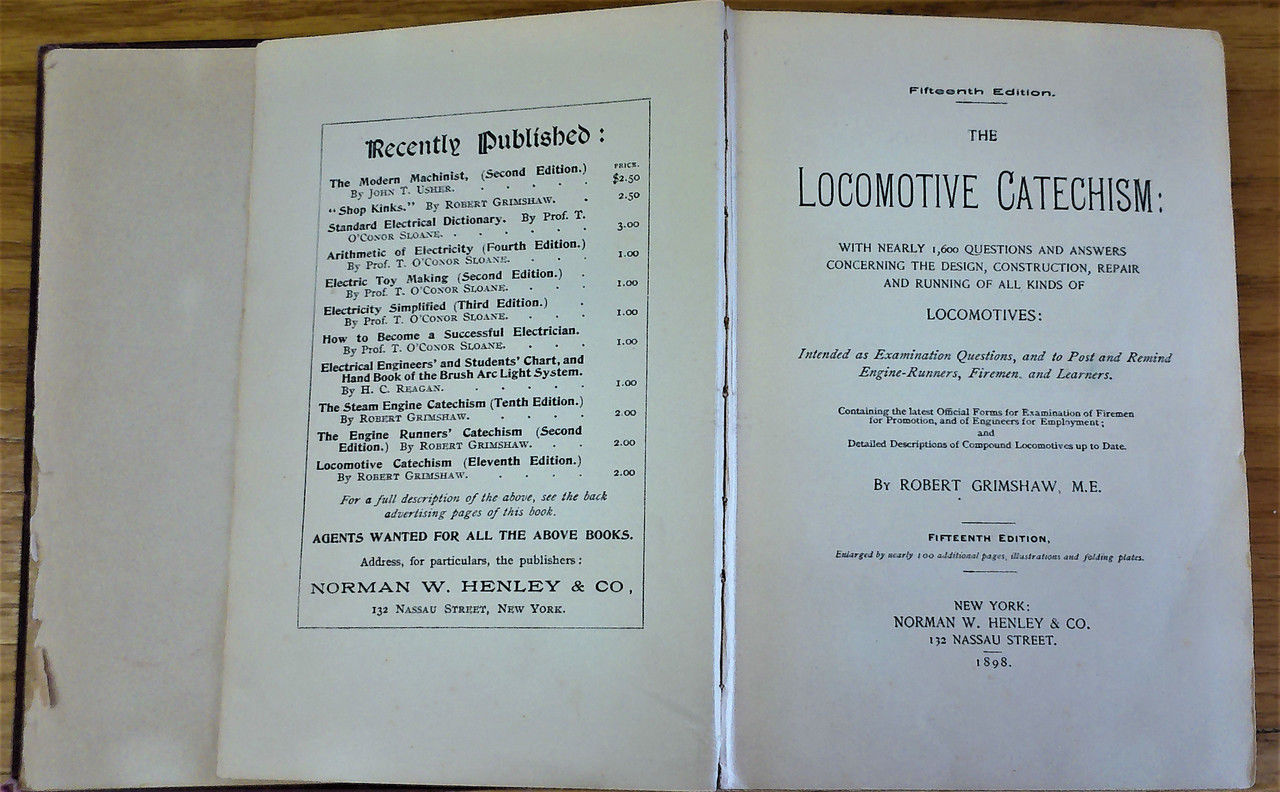 Recently Published:
PRICE.
The Modern Machinist, (Second Edition.)
By JOHN T. USHER. . . . . . $2.50
"Shop Kinks." By ROBERT GRIMSHAW. . 2.50
Standard Electrical Dictionary. By Prof. T.
O'CONOR SLOANE. . . . . . . 3.00
Arithmetic of Electricity (Fourth Edition.)
By Prof. T. O'CONOR SLOANE. . . . 1.00
Electric Toy Making (Second Edition.) .
By Prof. T. O'CONOR SLOANE. . . . 1.00
Electricity Simplified (Third Edition.) .
By Prof. T. O'CONOR SLOANE. . . . 1.00
How to Become a Successful Electrician.
By Prof. T. O'CONOR SLOANE. . . . 1.00
Electrical Engineers' and Students' Chart, and
Hand Book of the Brush Arc Light System.
By H. C. REAGAN. . . . . . 1.00
The Steam Engine Catechism (Tenth Edition.)
By ROBERT GRIMSHAW. . . . . 2.00
The Engine Runners' Catechism (Second
Edition.) By ROBERT GRIMSHAW. . . 2.00
Locomotive Catechism (Eleventh Edition.)
By ROBERT GRIMSHAW. . . . . 2.00
For a full description of the above, see the back
advertising pages of this book.
AGENTS WANTED FOR ALL THE ABOVE BOOKS.
Address, for particulars, the publishers:
NORMAN W. HENLEY & CO,
132 NASSAU STREET, NEW YORK.
Fifteenth Edition.
THE
LOCOMOTIVE CATECHISM:
WITH NEARLY 1,600 QUESTIONS AND ANSWERS
CONCERNING THE DESIGN, CONSTRUCTION, REPAIR
AND RUNNING OF ALL KINDS OF
LOCOMOTIVES:
Intended as Examination Questions, and to Post and Remind
Engine-Runners, Firemen, and Learners.
Containing the latest Official Forms for Examination of Firemen
for Promotion, and of Engineers for Employment;
and
Detailed Descriptions of Compound Locomotives up to Date.
By ROBERT GRIMSHAW, M.E.
FIFTEENTH EDITION,
Enlarged by nearly 100 additional pages, illustrations and folding plates.
NEW YORK:
NORMAN W. HENLEY & CO.
132 NASSAU STREET.
1898.